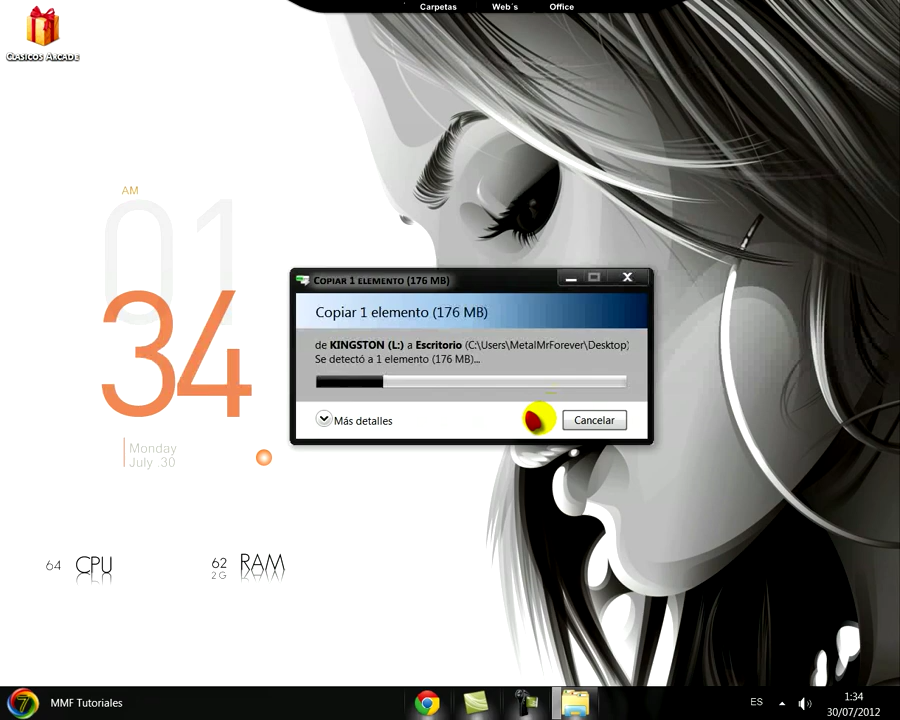 Carpetas Web´s Office
CLASICOS ARCADE
AM
01
34
Monday
July .30
64 CPU
62 RAM
2 G
COPIAR 1 ELEMENTO (176 MB)
Copiar 1 elemento (176 MB)
de KINGSTON (L:) a Escritorio (C:\Users\MetalMrForever\Desktop)
Se detectó a 1 elemento (176 MB)...
Más detalles
Cancelar
7
MMF Tutoriales
ES
1:34
30/07/2012